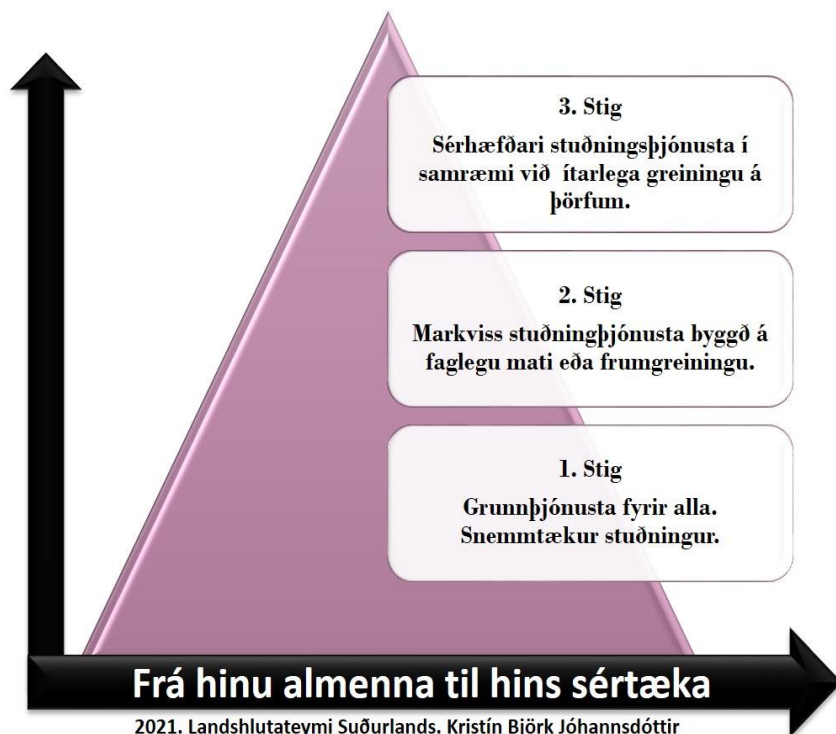 3. Stig
Sérhæfðari stuðningsþjónusta í
samræmi við ítarlega greiningu á
þörfum.
2. Stig
Markviss stuðningþjónusta byggð á
faglegu mati eða frumgreiningu.
1. Stig
Grunnþjónusta fyrir alla.
Snemmtækur stuðningur.
Frá hinu almenna til hins sértæka
2021. Landshlutateymi Suðurlands. Kristín Björk Jóhannsdóttir